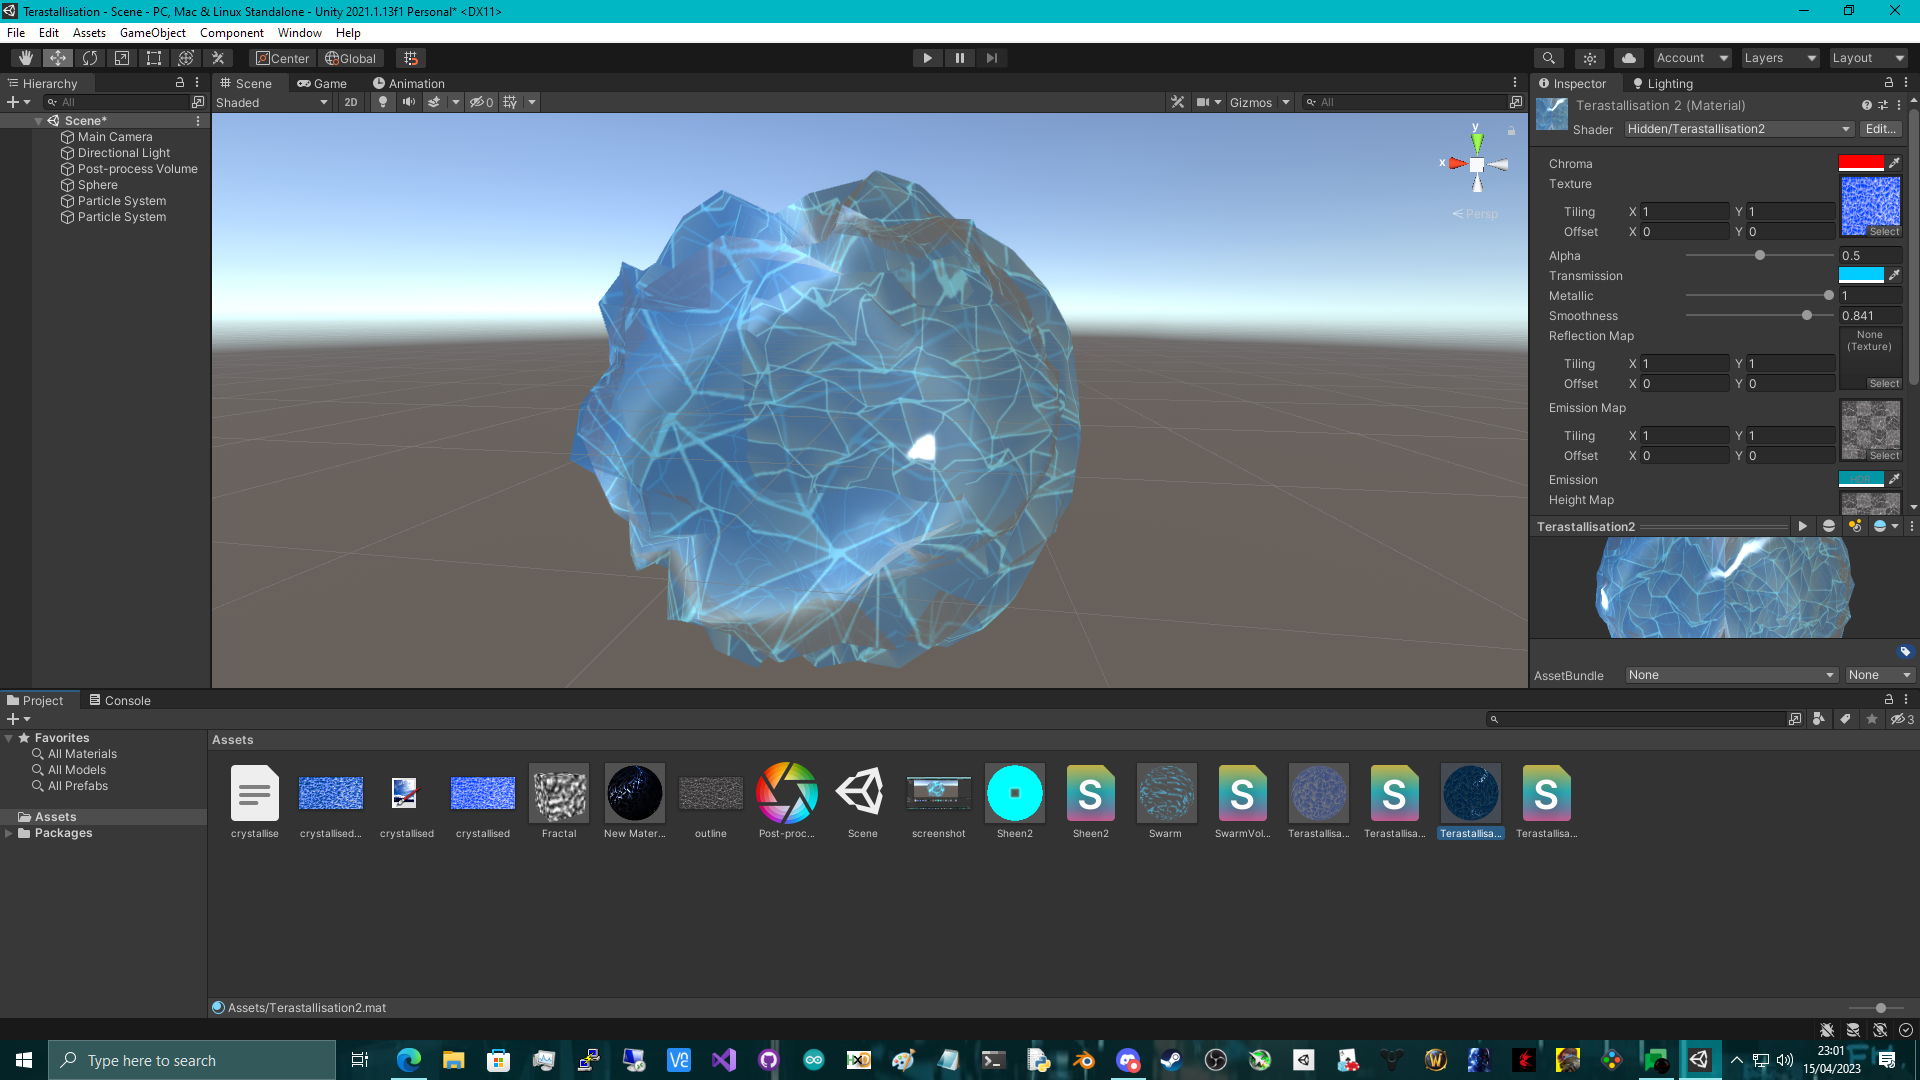 Terastallisation - Scene - PC, Mac & Linux Standalone - Unity 2021.1.13f1 Personal* <DX11>
File Edit Assets GameObject Component Window Help
Center Global Account Layers Layout
Hierarchy Scene Game Animation Inspector Lighting
All Shaded 2D 0 Gizmos All
Scene*
Main Camera
Directional Light
Post-process Volume
Sphere
Particle System
Particle System
y
x
Persp
Terastallisation 2 (Material)
Shader Hidden/Terastallisation2 Edit...
Chroma
Texture
Tiling X 1 Y 1
Offset X 0 Y 0 Select
Alpha 0.5
Transmission
Metallic 1
Smoothness 0.841
Reflection Map None
(Texture)
Tiling X 1 Y 1
Offset X 0 Y 0 Select
Emission Map
Tiling X 1 Y 1
Offset X 0 Y 0 Select
Emission HDR
Height Map
Terastallisation2
AssetBundle None None
Project Console
3
Favorites
All Materials
All Models
All Prefabs
Assets
Packages
Assets
crystallise crystallised... crystallised crystallised Fractal New Mater... outline Post-proc... Scene screenshot Sheen2 Sheen2 Swarm SwarmVol... Terastallisa... Terastallisa... Terastallisa... Terastallisa...
Assets/Terastallisation2.mat
Type here to search
23:01
15/04/2023